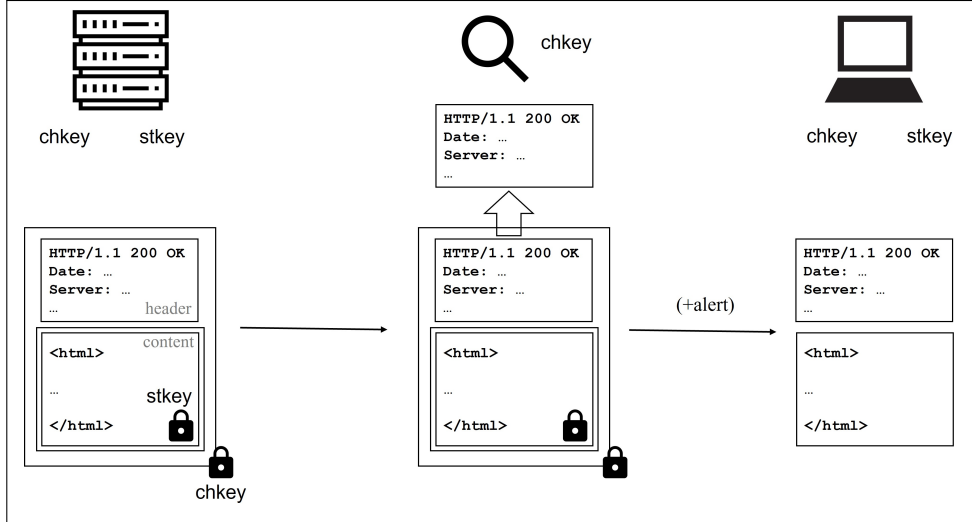 chkey
HTTP/1.1 200 OK
Date: …
Server: …
…
chkey stkey
chkey stkey
HTTP/1.1 200 OK
Date: …
Server: …
… header
content
<html>
…
stkey
</html>
chkey
HTTP/1.1 200 OK
Date: …
Server: …
…
<html>
…
</html>
(+alert)
HTTP/1.1 200 OK
Date: …
Server: …
…
<html>
…
</html>